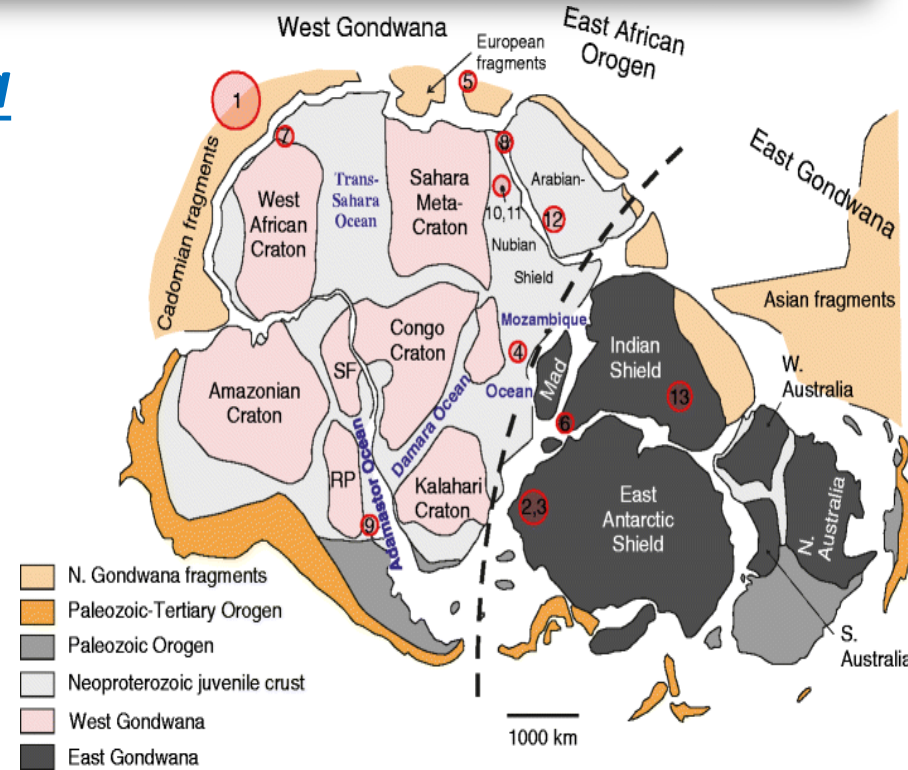 a
West Gondwana
East African
Orogen
East Gondwana
European
fragments
Cadomian fragments
1
5
7
8
West
African
Craton
Trans-
Sahara
Ocean
Sahara
Meta-
Craton
10,11
Arabian-
12
Nubian
Shield
Asian fragments
Mozambique
Ocean
Congo
Craton
4
Mad
Indian
Shield
13
6
W.
Australia
Amazonian
Craton
SF
RP
9
Adamastor Ocean
Damara Ocean
Kalahari
Craton
2,3
East
Antarctic
Shield
N.
Australia
S.
Australia
N. Gondwana fragments
Paleozoic-Tertiary Orogen
Paleozoic Orogen
Neoproterozoic juvenile crust
West Gondwana
East Gondwana
1000 km